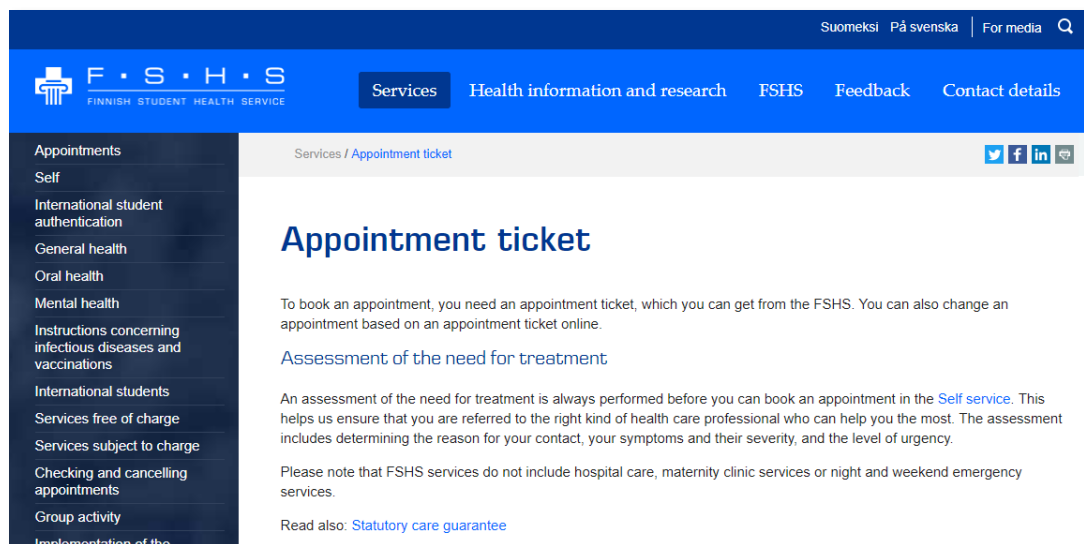 Suomeksi På svenska For media
F • S • H • S
FINNISH STUDENT HEALTH SERVICE
Services Health information and research FSHS Feedback Contact details
Appointments
Self
International student
authentication
General health
Oral health
Mental health
Instructions concerning
infectious diseases and
vaccinations
International students
Services free of charge
Services subject to charge
Checking and cancelling
appointments
Group activity
Implementation of the
Services / Appointment ticket
Appointment ticket
To book an appointment, you need an appointment ticket, which you can get from the FSHS. You can also change an
appointment based on an appointment ticket online.
Assessment of the need for treatment
An assessment of the need for treatment is always performed before you can book an appointment in the Self service. This
helps us ensure that you are referred to the right kind of health care professional who can help you the most. The assessment
includes determining the reason for your contact, your symptoms and their severity, and the level of urgency.
Please note that FSHS services do not include hospital care, maternity clinic services or night and weekend emergency
services.
Read also: Statutory care guarantee